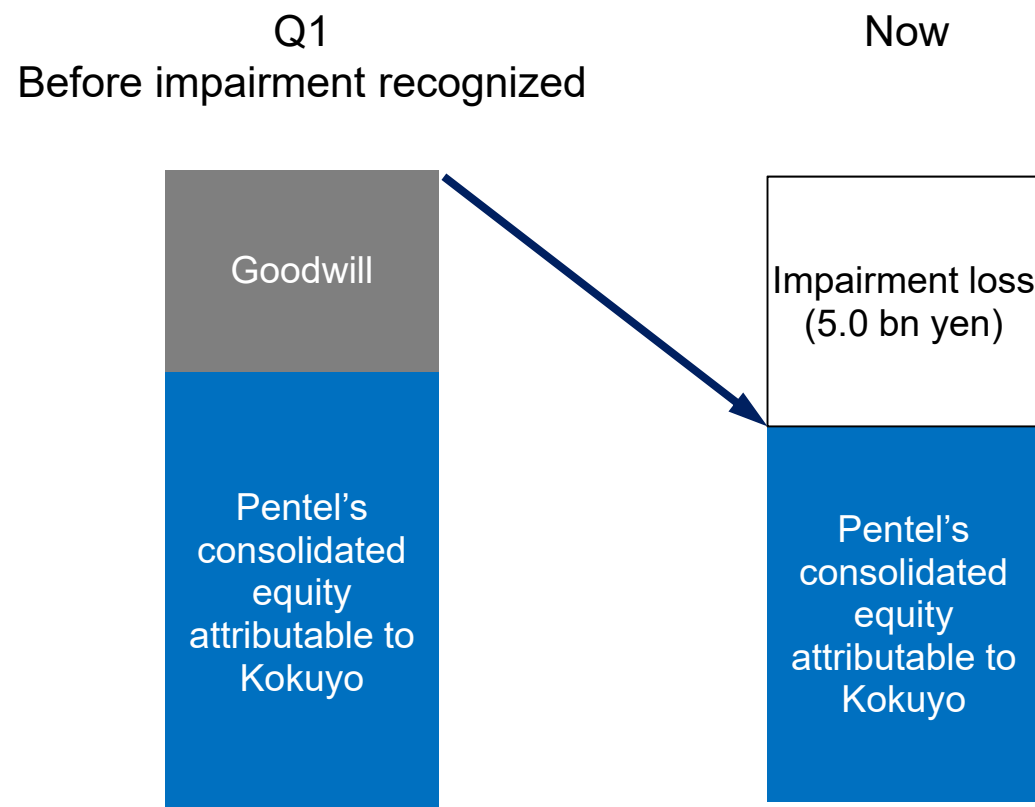 Q1
Before impairment recognized
Now
Goodwill
Impairment loss
(5.0 bn yen)
Pentel’s
consolidated
equity
attributable to
Kokuyo
Pentel’s
consolidated
equity
attributable to
Kokuyo